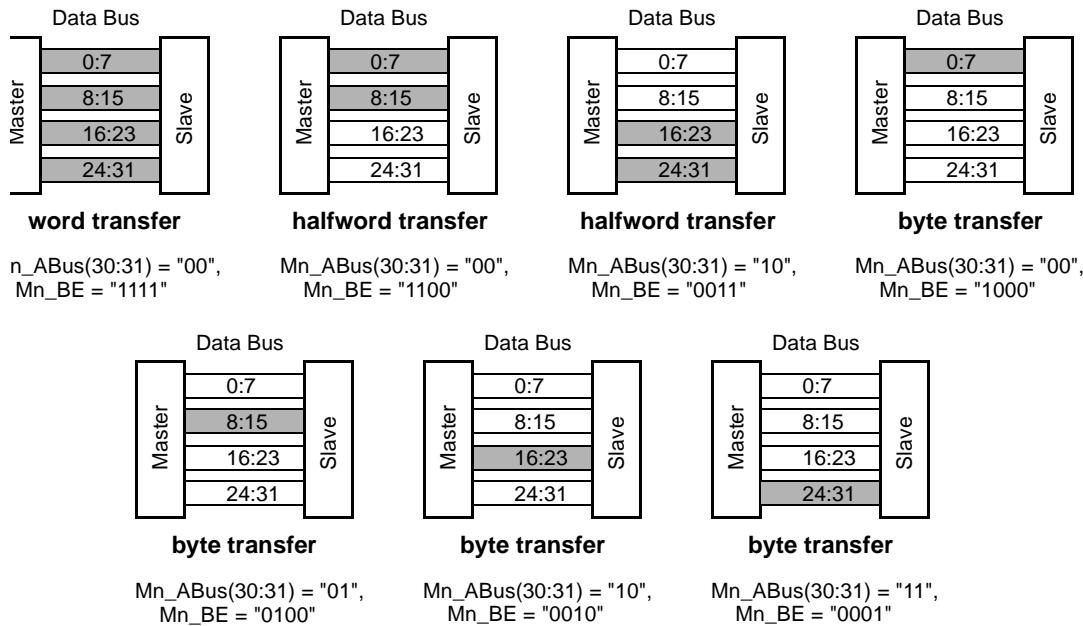 Data Bus
Master
0:7
8:15
16:23
24:31
Slave
word transfer
n_ABus(30:31) = "00",
Mn_BE = "1111"
Data Bus
Master
0:7
8:15
16:23
24:31
Slave
halfword transfer
Mn_ABus(30:31) = "00",
Mn_BE = "1100"
Data Bus
Master
0:7
8:15
16:23
24:31
Slave
halfword transfer
Mn_ABus(30:31) = "10",
Mn_BE = "0011"
Data Bus
Master
0:7
8:15
16:23
24:31
Slave
byte transfer
Mn_ABus(30:31) = "00",
Mn_BE = "1000"
Data Bus
Master
0:7
8:15
16:23
24:31
Slave
byte transfer
Mn_ABus(30:31) = "01",
Mn_BE = "0100"
Data Bus
Master
0:7
8:15
16:23
24:31
Slave
byte transfer
Mn_ABus(30:31) = "10",
Mn_BE = "0010"
Data Bus
Master
0:7
8:15
16:23
24:31
Slave
byte transfer
Mn_ABus(30:31) = "11",
Mn_BE = "0001"